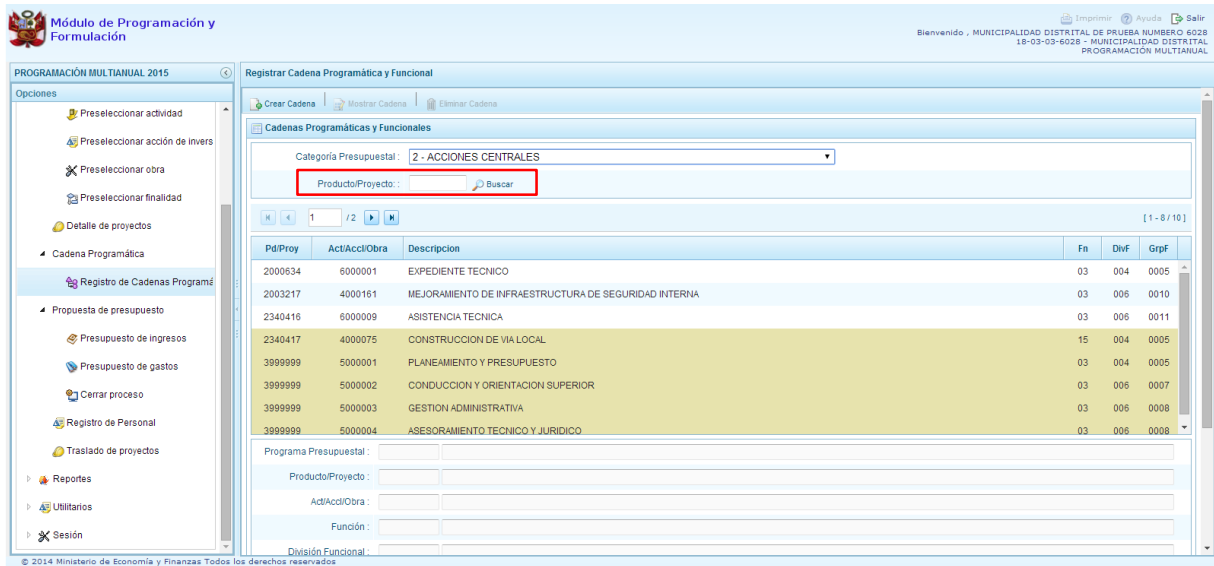 Módulo de Programación y
Formulación
Imprimir Ayuda Salir
Bienvenido , MUNICIPALIDAD DISTRITAL DE PRUEBA NUMBERO 6028
18-03-03-6028 - MUNICIPALIDAD DISTRITAL
PROGRAMACIÓN MULTIANUAL
PROGRAMACIÓN MULTIANUAL 2015
Opciones
Preseleccionar actividad
Preseleccionar acción de invers
Preseleccionar obra
Preseleccionar finalidad
Detalle de proyectos
Cadena Programática
Registro de Cadenas Programá
Propuesta de presupuesto
Presupuesto de ingresos
Presupuesto de gastos
Cerrar proceso
Registro de Personal
Traslado de proyectos
Reportes
Utilitarios
Sesión
Registrar Cadena Programática y Funcional
Crear Cadena Mostrar Cadena Eliminar Cadena
Cadenas Programáticas y Funcionales
Categoría Presupuestal : 2 - ACCIONES CENTRALES
Producto/Proyecto: : Buscar
1 / 2 [ 1 - 8 / 10 ]
Pd/Proy Act/AccI/Obra Descripcion Fn DivF GrpF
2000634 6000001 EXPEDIENTE TECNICO 03 004 0005
2003217 4000161 MEJORAMIENTO DE INFRAESTRUCTURA DE SEGURIDAD INTERNA 03 006 0010
2340416 6000009 ASISTENCIA TECNICA 03 006 0011
2340417 4000075 CONSTRUCCION DE VIA LOCAL 15 004 0005
3999999 5000001 PLANEAMIENTO Y PRESUPUESTO 03 004 0005
3999999 5000002 CONDUCCION Y ORIENTACION SUPERIOR 03 006 0007
3999999 5000003 GESTION ADMINISTRATIVA 03 006 0008
3999999 5000004 ASESORAMIENTO TECNICO Y JURIDICO 03 006 0008
Programa Presupuestal :
Producto/Proyecto :
Act/AccI/Obra :
Función :
División Funcional :
© 2014 Ministerio de Economía y Finanzas Todos los derechos reservados